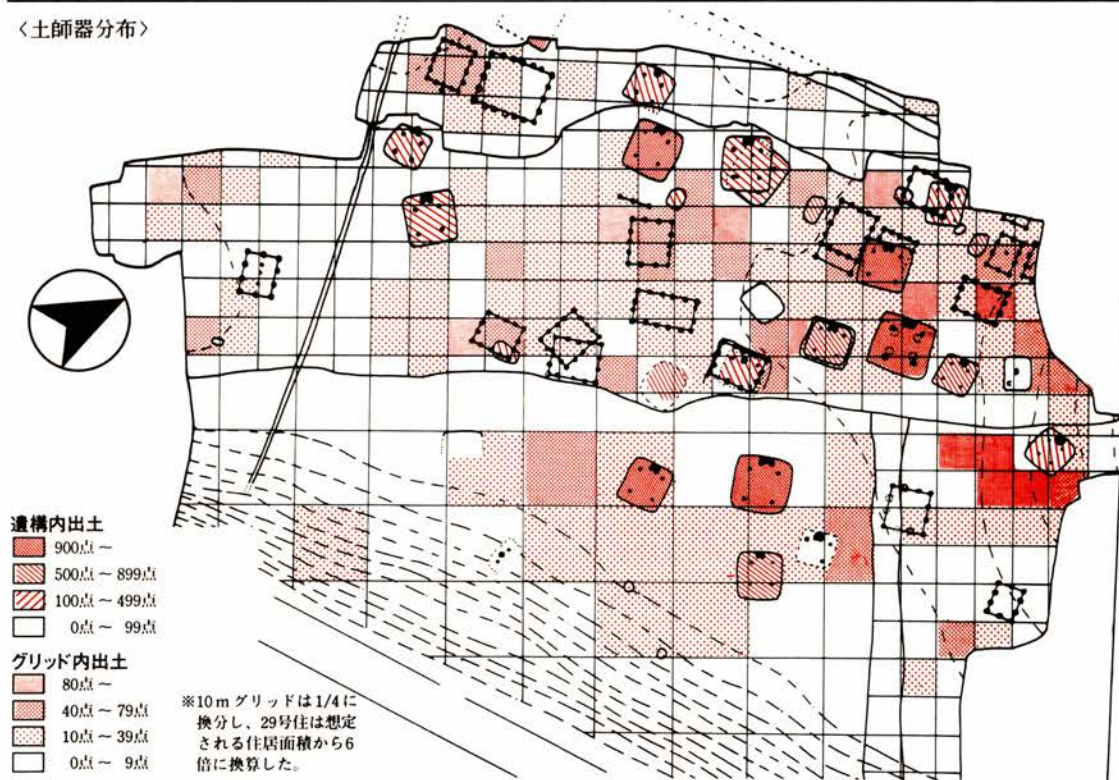 〈土師器分布〉
遺構内出土
900点～
500点～899点
100点～499点
0点～99点
グリッド内出土
80点～
40点～79点
10点～39点
0点～9点
※10mグリッドは1/4に
換分し、29号住は想定
される住居面積から6
倍に換算した。